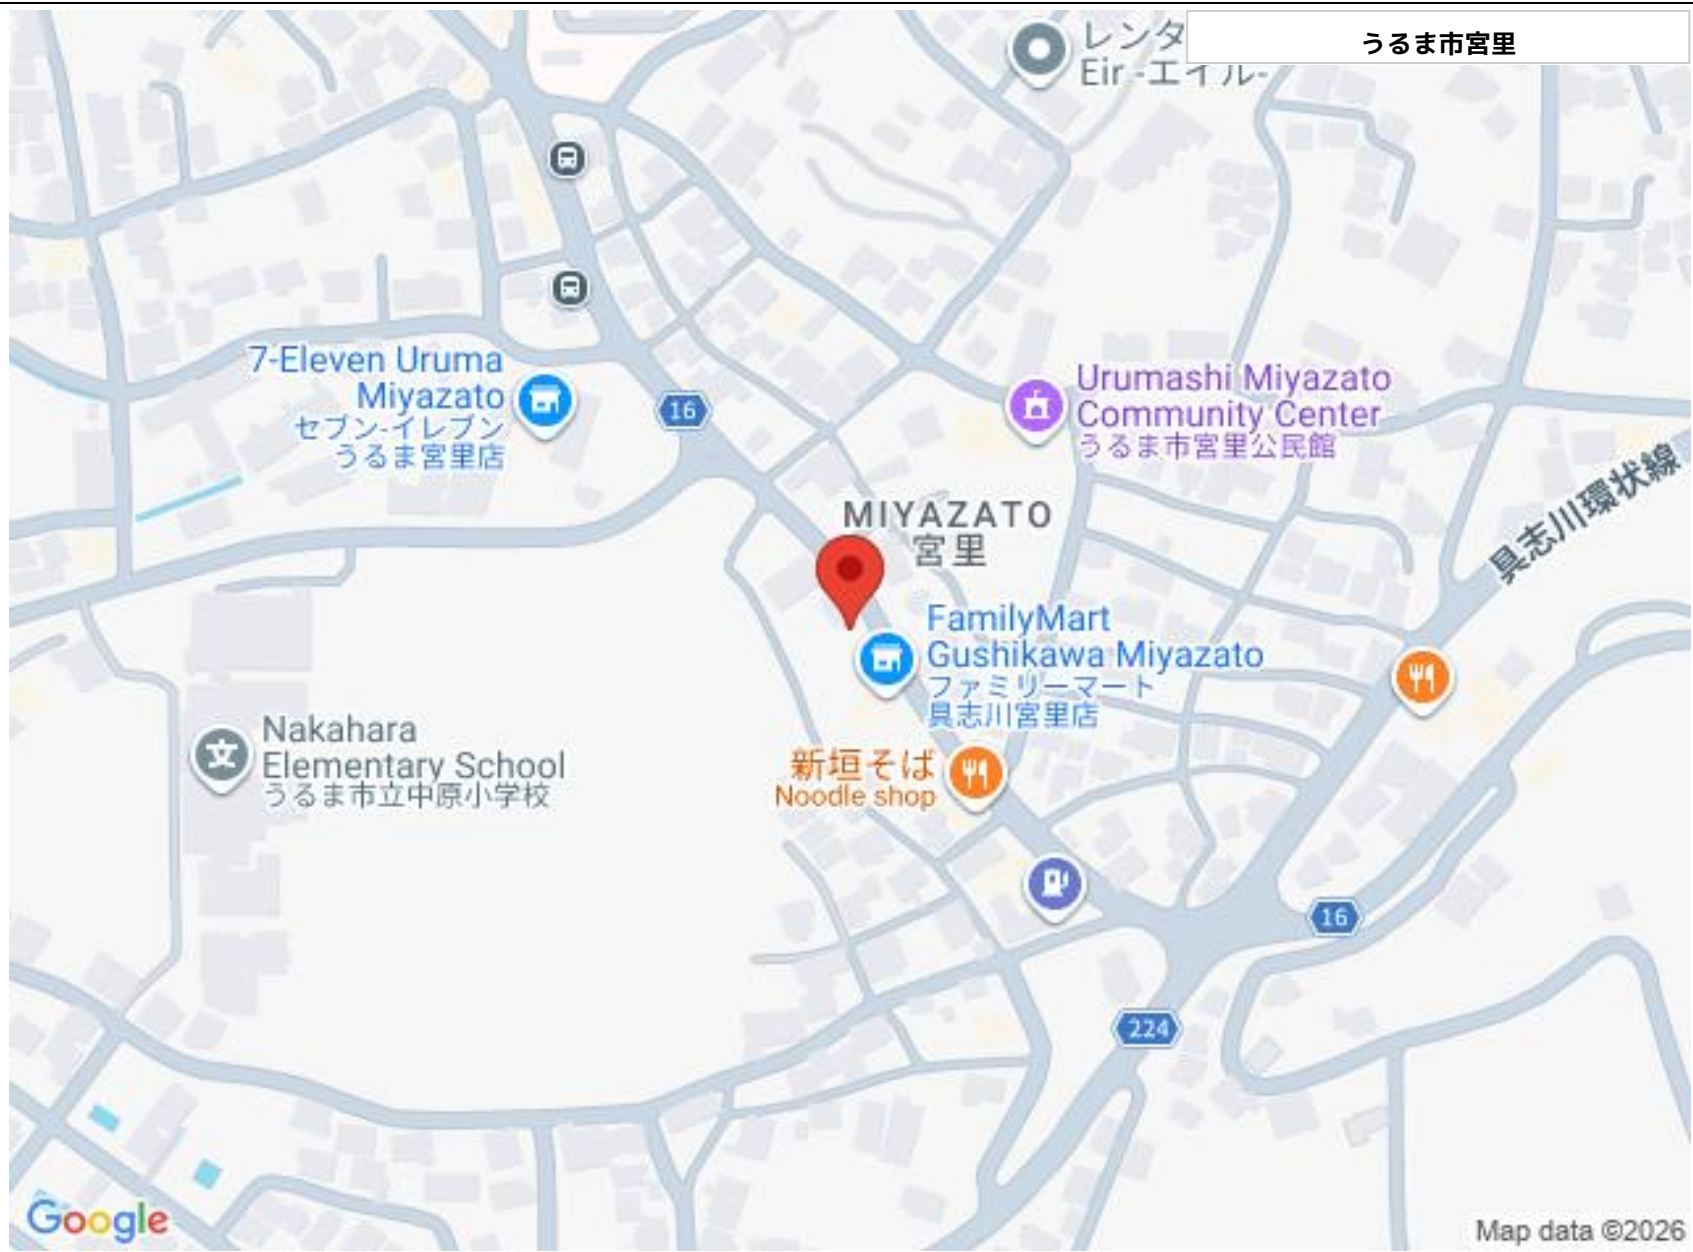 レンタ
Eir -エイル-
うるま市宮里
7-Eleven Uruma
Miyazato
セブン-イレブン
うるま宮里店
16
Urumashi Miyazato
Community Center
うるま市宮里公民館
具志川環状線
MIYAZATO
宮里
FamilyMart
Gushikawa Miyazato
ファミリーマート
具志川宮里店
Nakahara
Elementary School
うるま市立中原小学校
文
新垣そば
Noodle shop
16
224
Google
Map data ©2026